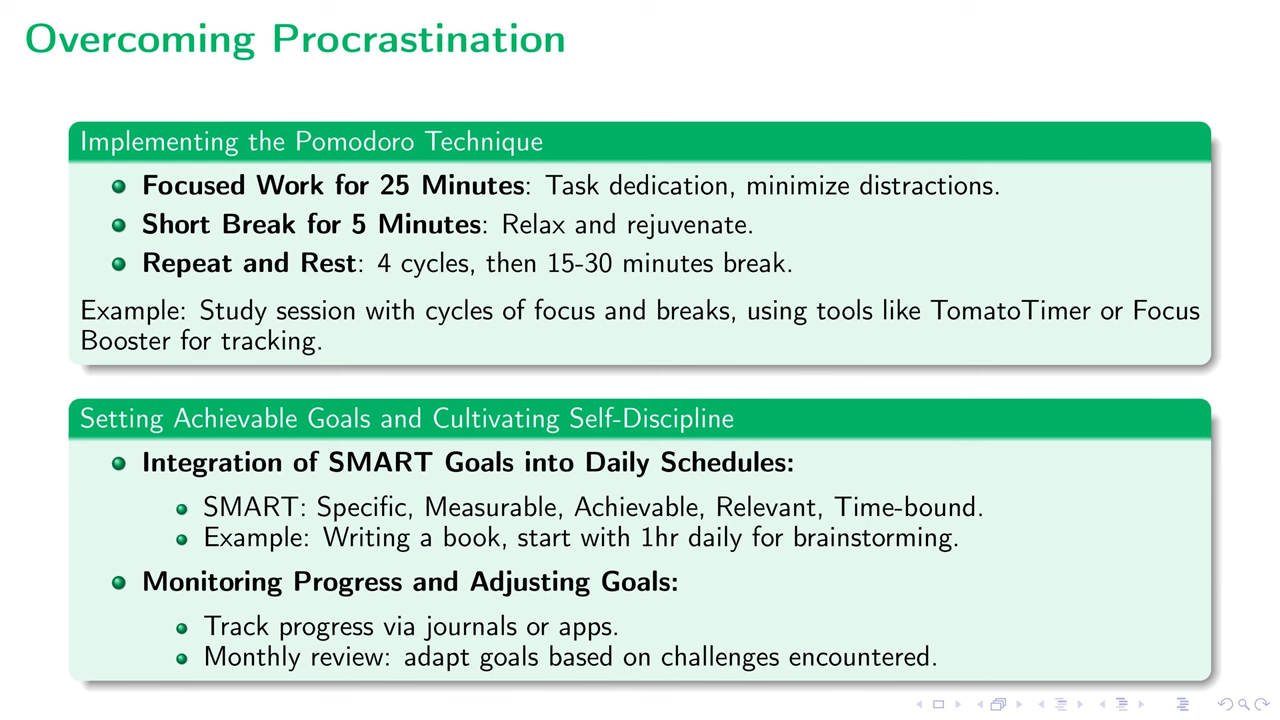 Overcoming Procrastination
Implementing the Pomodoro Technique
Focused Work for 25 Minutes: Task dedication, minimize distractions.
Short Break for 5 Minutes: Relax and rejuvenate.
Repeat and Rest: 4 cycles, then 15-30 minutes break.
Example: Study session with cycles of focus and breaks, using tools like TomatoTimer or Focus
Booster for tracking.
Setting Achievable Goals and Cultivating Self-Discipline
Integration of SMART Goals into Daily Schedules:
SMART: Specific, Measurable, Achievable, Relevant, Time-bound.
Example: Writing a book, start with 1hr daily for brainstorming.
Monitoring Progress and Adjusting Goals:
Track progress via journals or apps.
Monthly review: adapt goals based on challenges encountered.